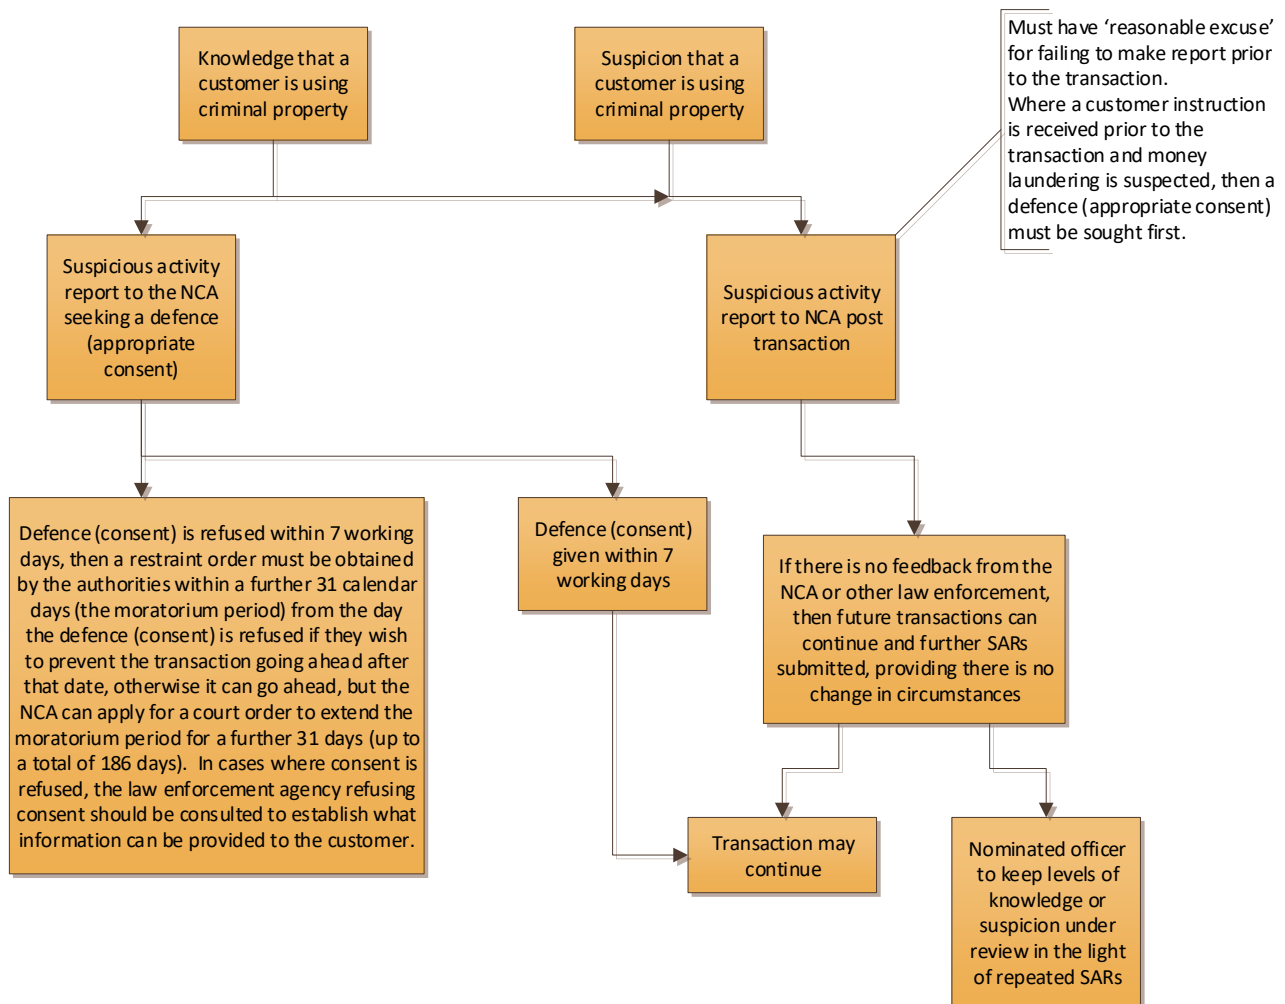 Knowledge that a
customer is using
criminal property
Suspicion that a
customer is using
criminal property
Must have ‘reasonable excuse’
for failing to make report prior
to the transaction.
Where a customer instruction
is received prior to the
transaction and money
laundering is suspected, then a
defence (appropriate consent)
must be sought first.
Suspicious activity
report to the NCA
seeking a defence
(appropriate
consent)
Suspicious activity
report to NCA post
transaction
Defence (consent) is refused within 7 working
days, then a restraint order must be obtained
by the authorities within a further 31 calendar
days (the moratorium period) from the day
the defence (consent) is refused if they wish
to prevent the transaction going ahead after
that date, otherwise it can go ahead, but the
NCA can apply for a court order to extend the
moratorium period for a further 31 days (up to
a total of 186 days).  In cases where consent is
refused, the law enforcement agency refusing
consent should be consulted to establish what
information can be provided to the customer.
Defence (consent)
given within 7
working days
If there is no feedback from the
NCA or other law enforcement,
then future transactions can
continue and further SARs
submitted, providing there is no
change in circumstances
Transaction may
continue
Nominated officer
to keep levels of
knowledge or
suspicion under
review in the light
of repeated SARs